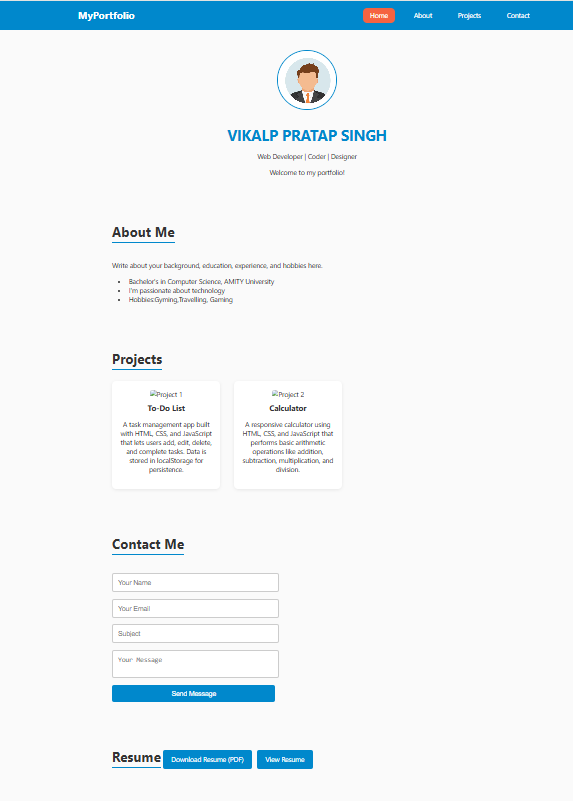 MyPortfolio
Home About Projects Contact
VIKALP PRATAP SINGH
Web Developer | Coder | Designer
Welcome to my portfolio!
About Me
Write about your background, education, experience, and hobbies here.
Bachelor's in Computer Science, AMITY University
I'm passionate about technology
Hobbies:Gyming,Travelling, Gaming
Projects
Project 1
To-Do List
A task management app built
with HTML, CSS, and JavaScript
that lets users add, edit, delete,
and complete tasks. Data is
stored in localStorage for
persistence.
Project 2
Calculator
A responsive calculator using
HTML, CSS, and JavaScript that
performs basic arithmetic
operations like addition,
subtraction, multiplication, and
division.
Contact Me
Your Name
Your Email
Subject
Your Message
Send Message
Resume
Download Resume (PDF)
View Resume